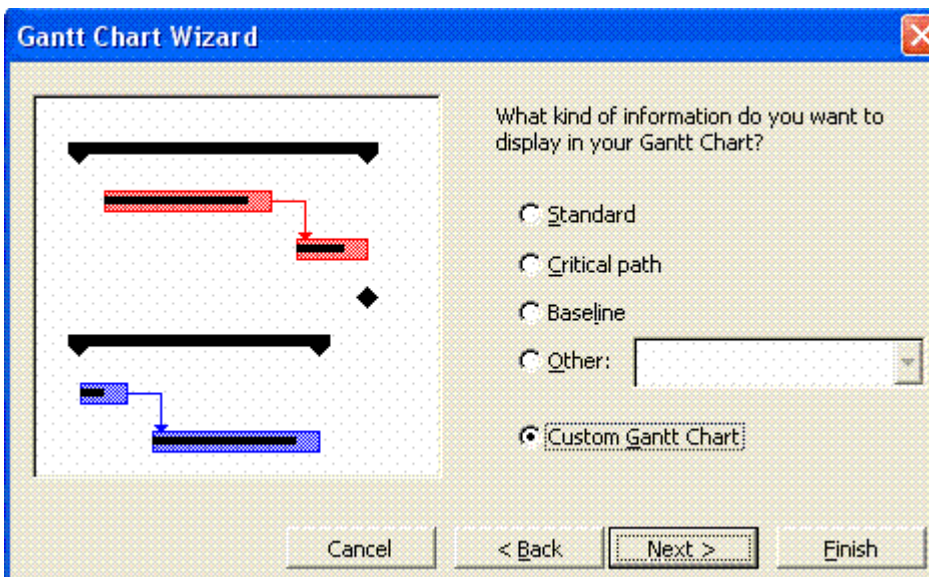 Gantt Chart Wizard
What kind of information do you want to
display in your Gantt Chart?
Standard
Critical path
Baseline
Other:
Custom Gantt Chart
Cancel
< Back
Next >
Finish